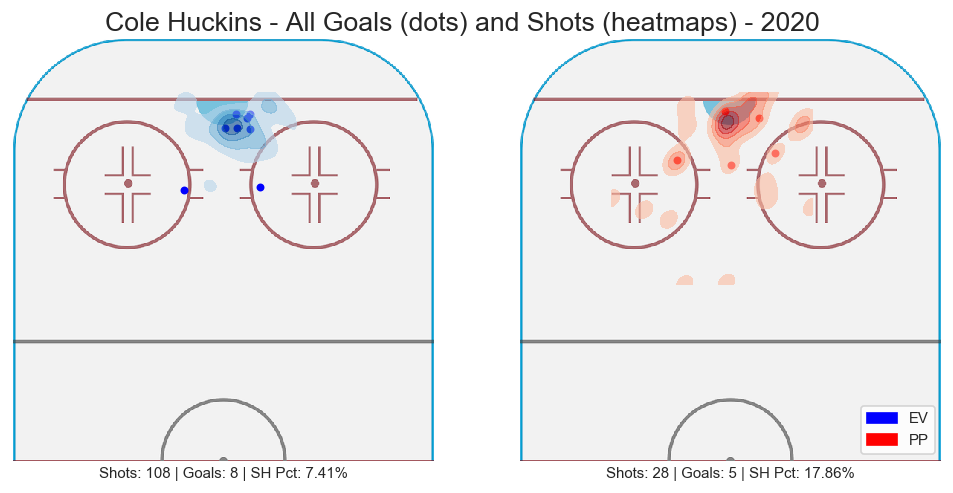 Cole Huckins - All Goals (dots) and Shots (heatmaps) - 2020
EV
PP
Shots: 108 | Goals: 8 | SH Pct: 7.41%
Shots: 28 | Goals: 5 | SH Pct: 17.86%